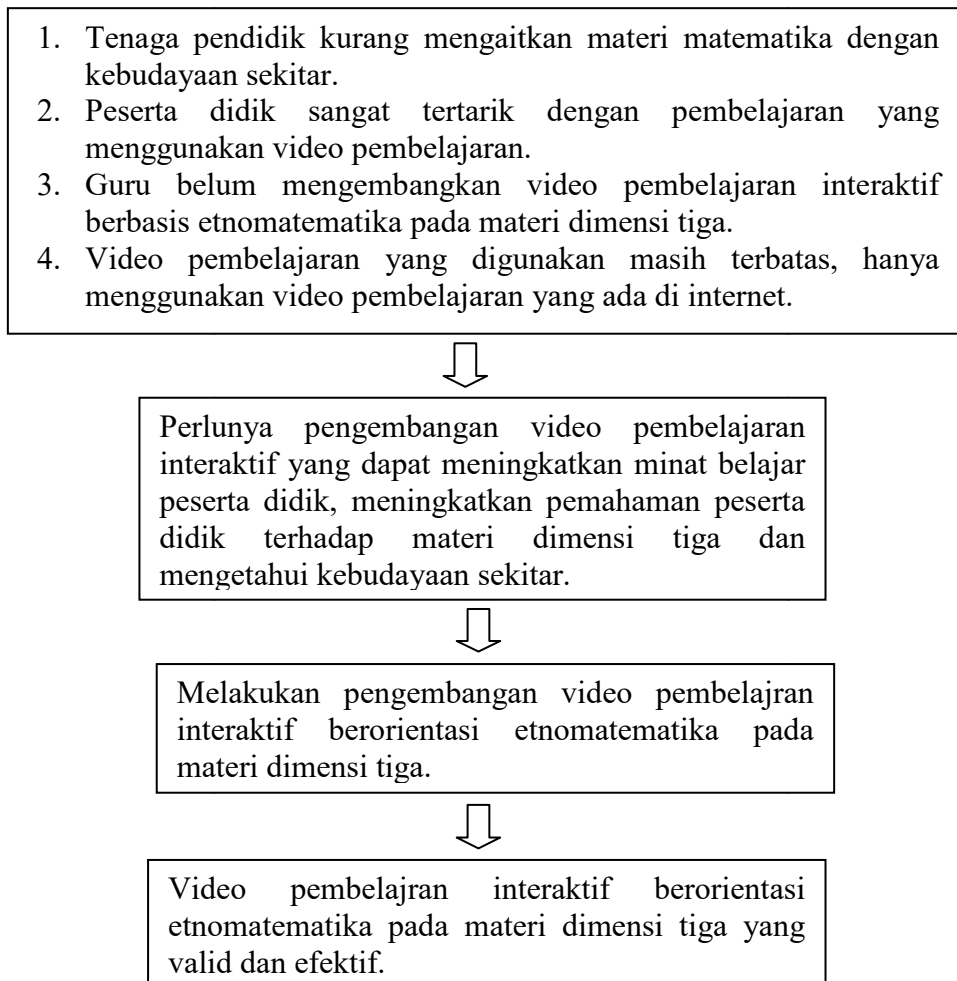 1. Tenaga pendidik kurang mengaitkan materi matematika dengan
kebudayaan sekitar.
2. Peserta didik sangat tertarik dengan pembelajaran yang
menggunakan video pembelajaran.
3. Guru belum mengembangkan video pembelajaran interaktif
berbasis etnomatematika pada materi dimensi tiga.
4. Video pembelajaran yang digunakan masih terbatas, hanya
menggunakan video pembelajaran yang ada di internet.
Perlunya pengembangan video pembelajaran
interaktif yang dapat meningkatkan minat belajar
peserta didik, meningkatkan pemahaman peserta
didik terhadap materi dimensi tiga dan
mengetahui kebudayaan sekitar.
Melakukan pengembangan video pembelajran
interaktif berorientasi etnomatematika pada
materi dimensi tiga.
Video pembelajran interaktif berorientasi
etnomatematika pada materi dimensi tiga yang
valid dan efektif.